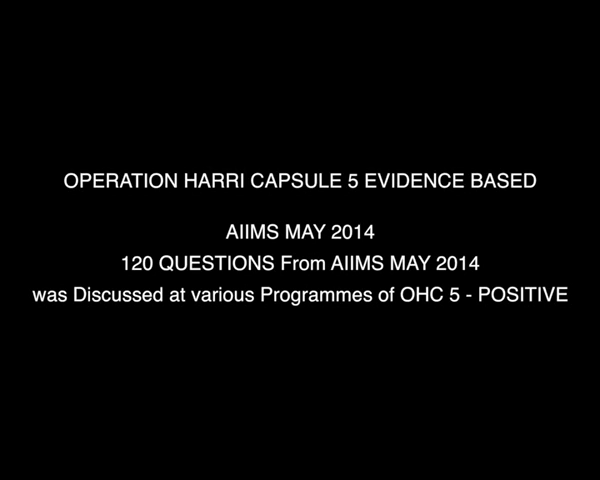 OPERATION HARRI CAPSULE 5 EVIDENCE BASED
AIIMS MAY 2014
120 QUESTIONS From AIIMS MAY 2014
was Discussed at various Programmes of OHC 5 - POSITIVE